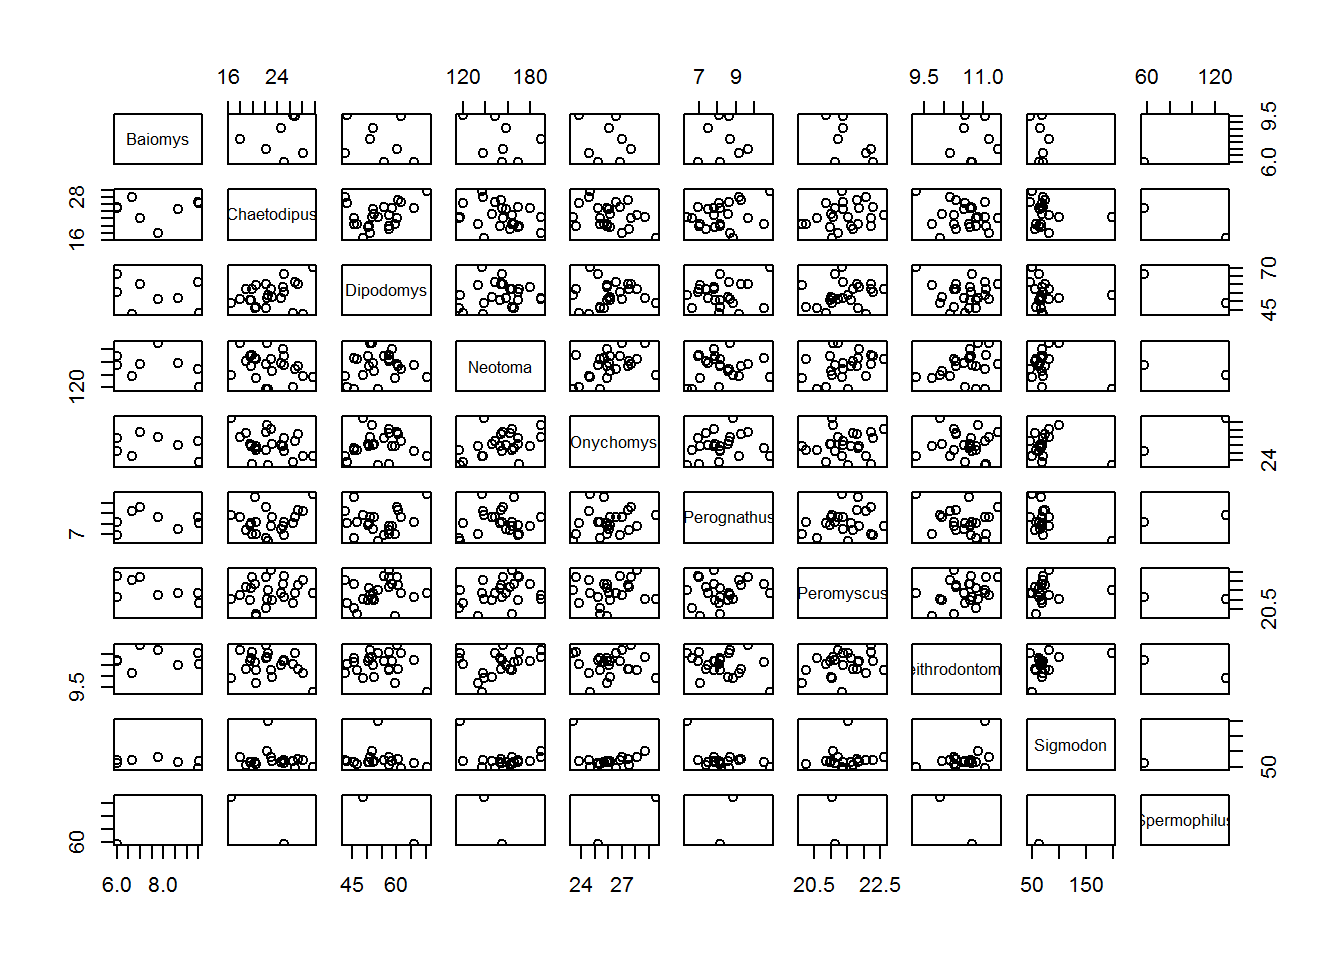 16 24 120 180 7 9 9.5 11.0 60 120
Baiomys
6.0 9.5
16 28
Chaetodipus
Dipodomys
45 70
120
Neotoma
Onychomys
24
7
Perognathus
Peromyscus
20.5
9.5
eithrodontom
Sigmodon
50
60
Spermophilus
6.0 8.0 45 60 24 27 20.5 22.5 50 150